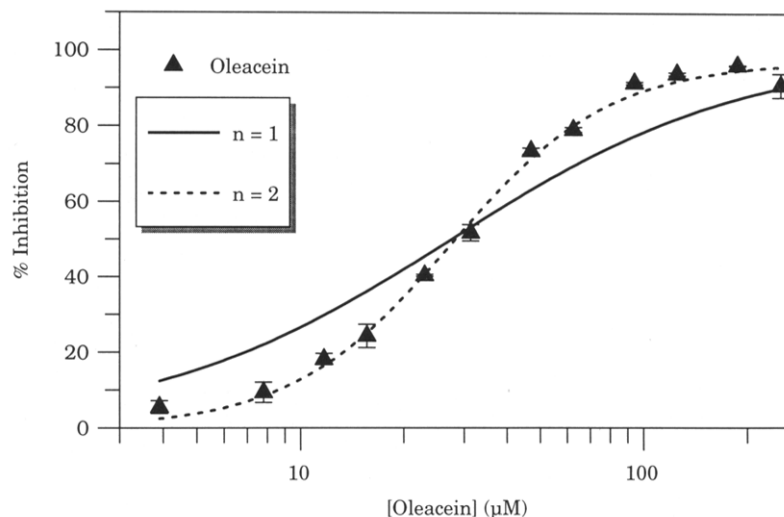 100
80
60
40
20
0
% Inhibition
Oleacein
n = 1
n = 2
10
100
[Oleacein] (μM)